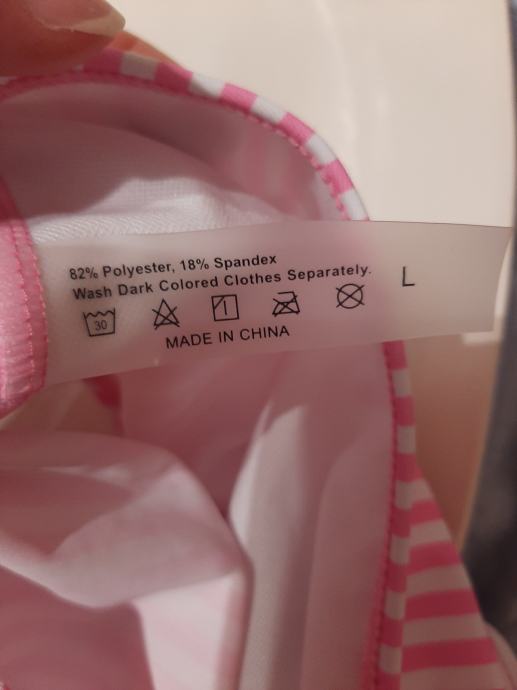 82% Polyester, 18% Spandex
Wash Dark Colored Clothes Separately.
L
30
MADE IN CHINA